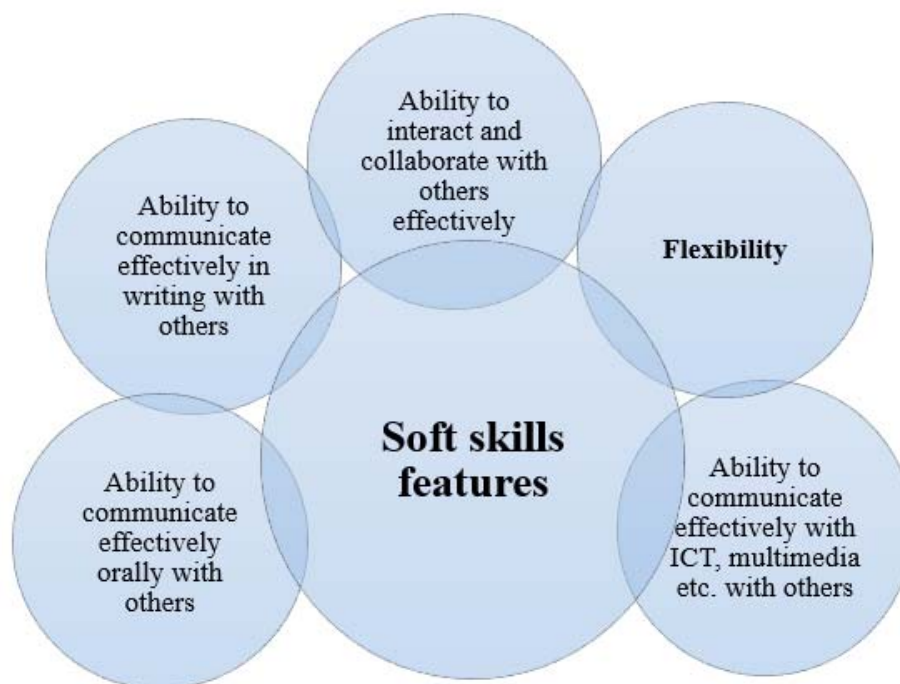 Ability to
interact and
collaborate with
others
effectively
Ability to
communicate
effectively in
writing with
others
Flexibility
Soft skills
features
Ability to
communicate
effectively
orally with
others
Ability to
communicate
effectively with
ICT, multimedia
etc. with others